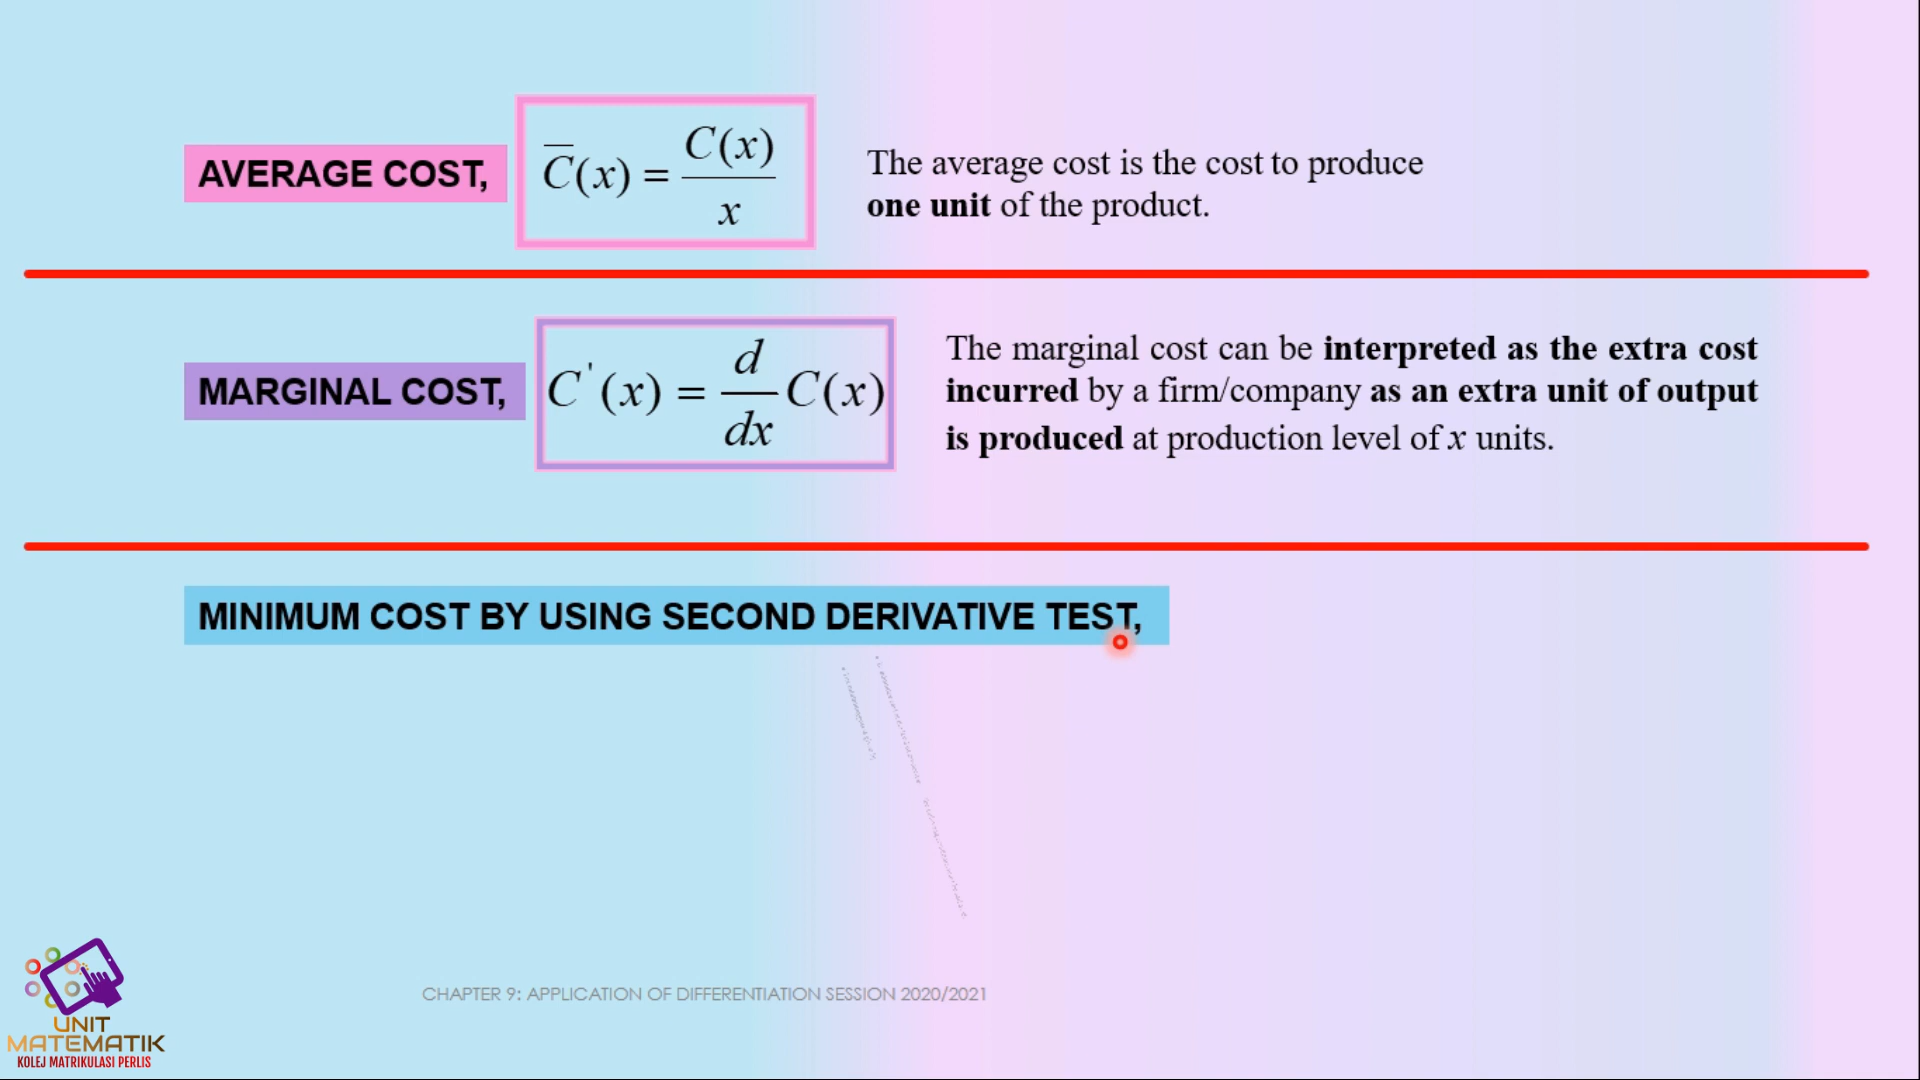 AVERAGE COST,
C̅(x) = C(x)/x
The average cost is the cost to produce
one unit of the product.
MARGINAL COST,
C'(x) = d/dx C(x)
The marginal cost can be interpreted as the extra cost
incurred by a firm/company as an extra unit of output
is produced at production level of x units.
MINIMUM COST BY USING SECOND DERIVATIVE TEST,
CHAPTER 9: APPLICATION OF DIFFERENTIATION SESSION 2020/2021
UNIT
MATEMATIK
KOLEJ MATRIKULASI PERLIS